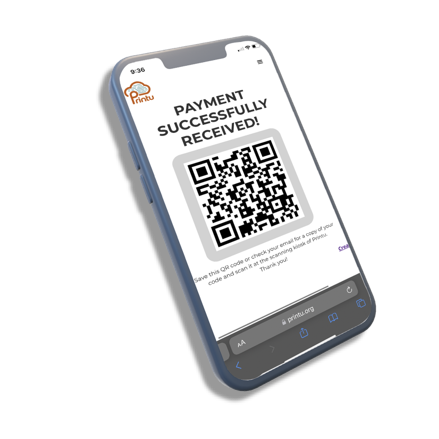 9:36
Printu
PAYMENT
SUCCESSFULLY
RECEIVED!
Save this QR code or check your email for a copy of your
code and scan it at the scanning kiosk of Printu.
Thank you!
AA
printu.org